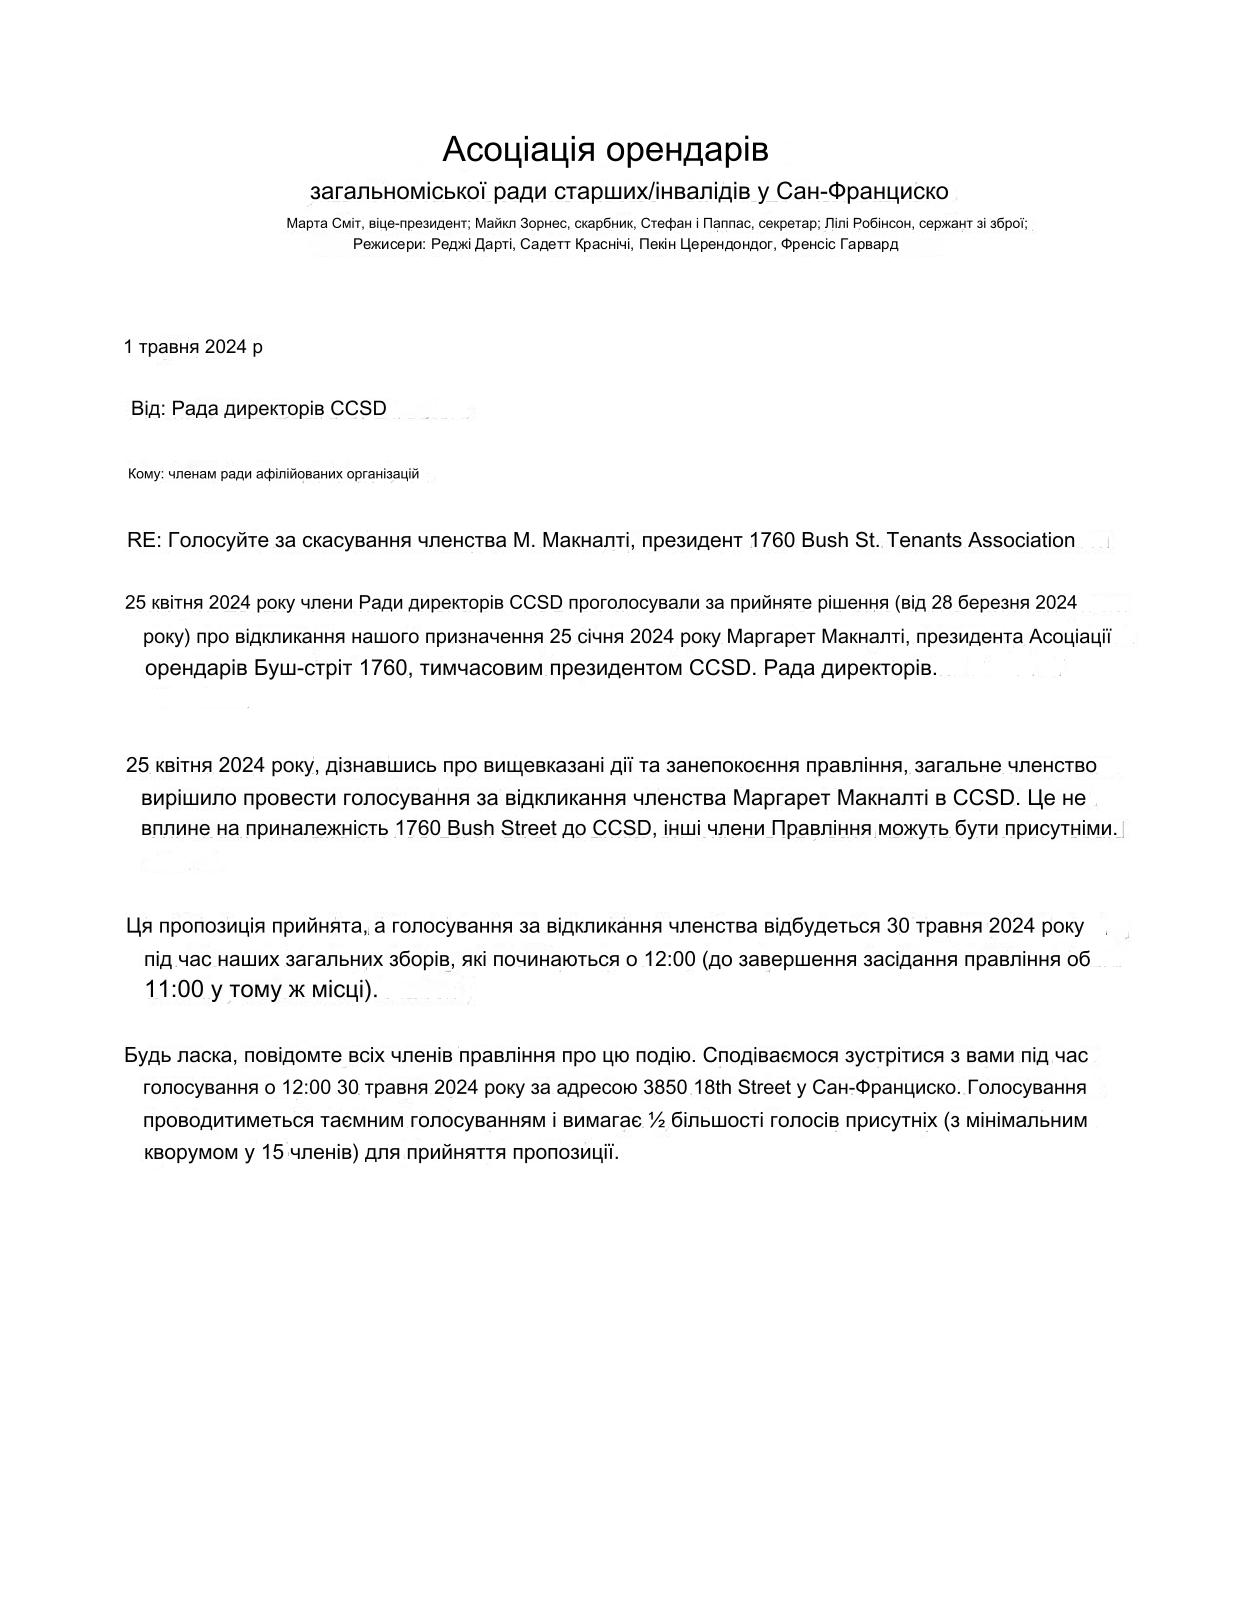 Асоціація орендарів
загальноміської ради старших/інвалідів у Сан-Франциско
Марта Сміт, віце-президент; Майкл Зорнес, скарбник, Стефан і Паппас, секретар; Лілі Робінсон, сержант зі зброї;
Режисери: Реджі Дарті, Садетт Краснічі, Пекін Церендондог, Френсіс Гарвард
1 травня 2024 р
Від: Рада директорів CCSD
Кому: членам ради афілійованих організацій
RE: Голосуйте за скасування членства М. Макналті, президент 1760 Bush St. Tenants Association
25 квітня 2024 року члени Ради директорів CCSD проголосували за прийняте рішення (від 28 березня 2024
року) про відкликання нашого призначення 25 січня 2024 року Маргарет Макналті, президента Асоціації
орендарів Буш-стріт 1760, тимчасовим президентом CCSD. Рада директорів.
25 квітня 2024 року, дізнавшись про вищевказані дії та занепокоєння правління, загальне членство
вирішило провести голосування за відкликання членства Маргарет Макналті в CCSD. Це не
вплине на приналежність 1760 Bush Street до CCSD, інші члени Правління можуть бути присутніми.
Ця пропозиція прийнята, а голосування за відкликання членства відбудеться 30 травня 2024 року
під час наших загальних зборів, які починаються о 12:00 (до завершення засідання правління об
11:00 у тому ж місці).
Будь ласка, повідомте всіх членів правління про цю подію. Сподіваємося зустрітися з вами під час
голосування о 12:00 30 травня 2024 року за адресою 3850 18th Street у Сан-Франциско. Голосування
проводитиметься таємним голосуванням і вимагає ½ більшості голосів присутніх (з мінімальним
кворумом у 15 членів) для прийняття пропозиції.